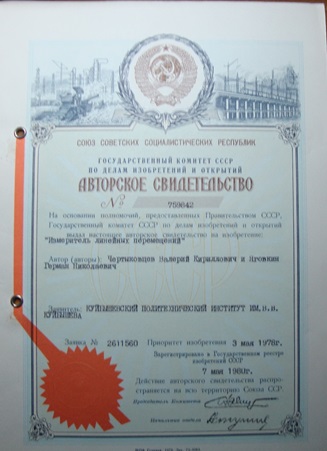 СОЮЗ СОВЕТСКИХ СОЦИАЛИСТИЧЕСКИХ РЕСПУБЛИК
ГОСУДАРСТВЕННЫЙ КОМИТЕТ СССР
ПО ДЕЛАМ ИЗОБРЕТЕНИЙ И ОТКРЫТИЙ
АВТОРСКОЕ СВИДЕТЕЛЬСТВО
№ 759842
На основании полномочий, предоставленных Правительством СССР,
Государственный комитет СССР по делам изобретений и открытий
выдал настоящее авторское свидетельство на изобретение:
"Измеритель линейных перемещений"
Автор (авторы): Валерий Кириллович и
Герман Николаевич
Заявитель: КУЙБЫШЕВСКИЙ ПОЛИТЕХНИЧЕСКИЙ ИНСТИТУТ ИМ.В.В.
КУЙБЫШЕВА
Заявка № 2611560 Приоритет изобретения 3 мая 1978г.
Зарегистрировано в Государственном реестре
изобретений СССР
7 мая 1980г.
Действие авторского свидетельства распро-
страняется на всю территорию Союза ССР.
Председатель Комитета
Начальник отдела